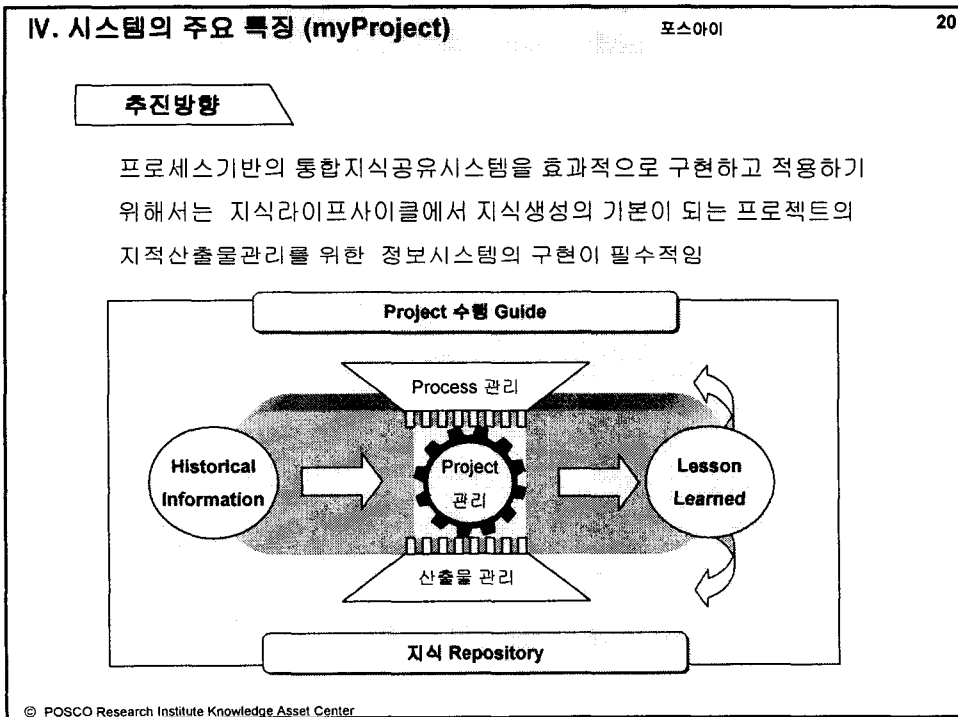 IV. 시스템의 주요 특징 (myProject)
포스아이
20
추진방향
프로세스기반의 통합지식공유시스템을 효과적으로 구현하고 적용하기
위해서는 지식라이프사이클에서 지식생성의 기본이 되는 프로젝트의
지적산출물관리를 위한 정보시스템의 구현이 필수적임
Project 수행 Guide
Process 관리
Historical
Information
Project
관리
Lesson
Learned
산출물 관리
지식 Repository
© POSCO Research Institute Knowledge Asset Center